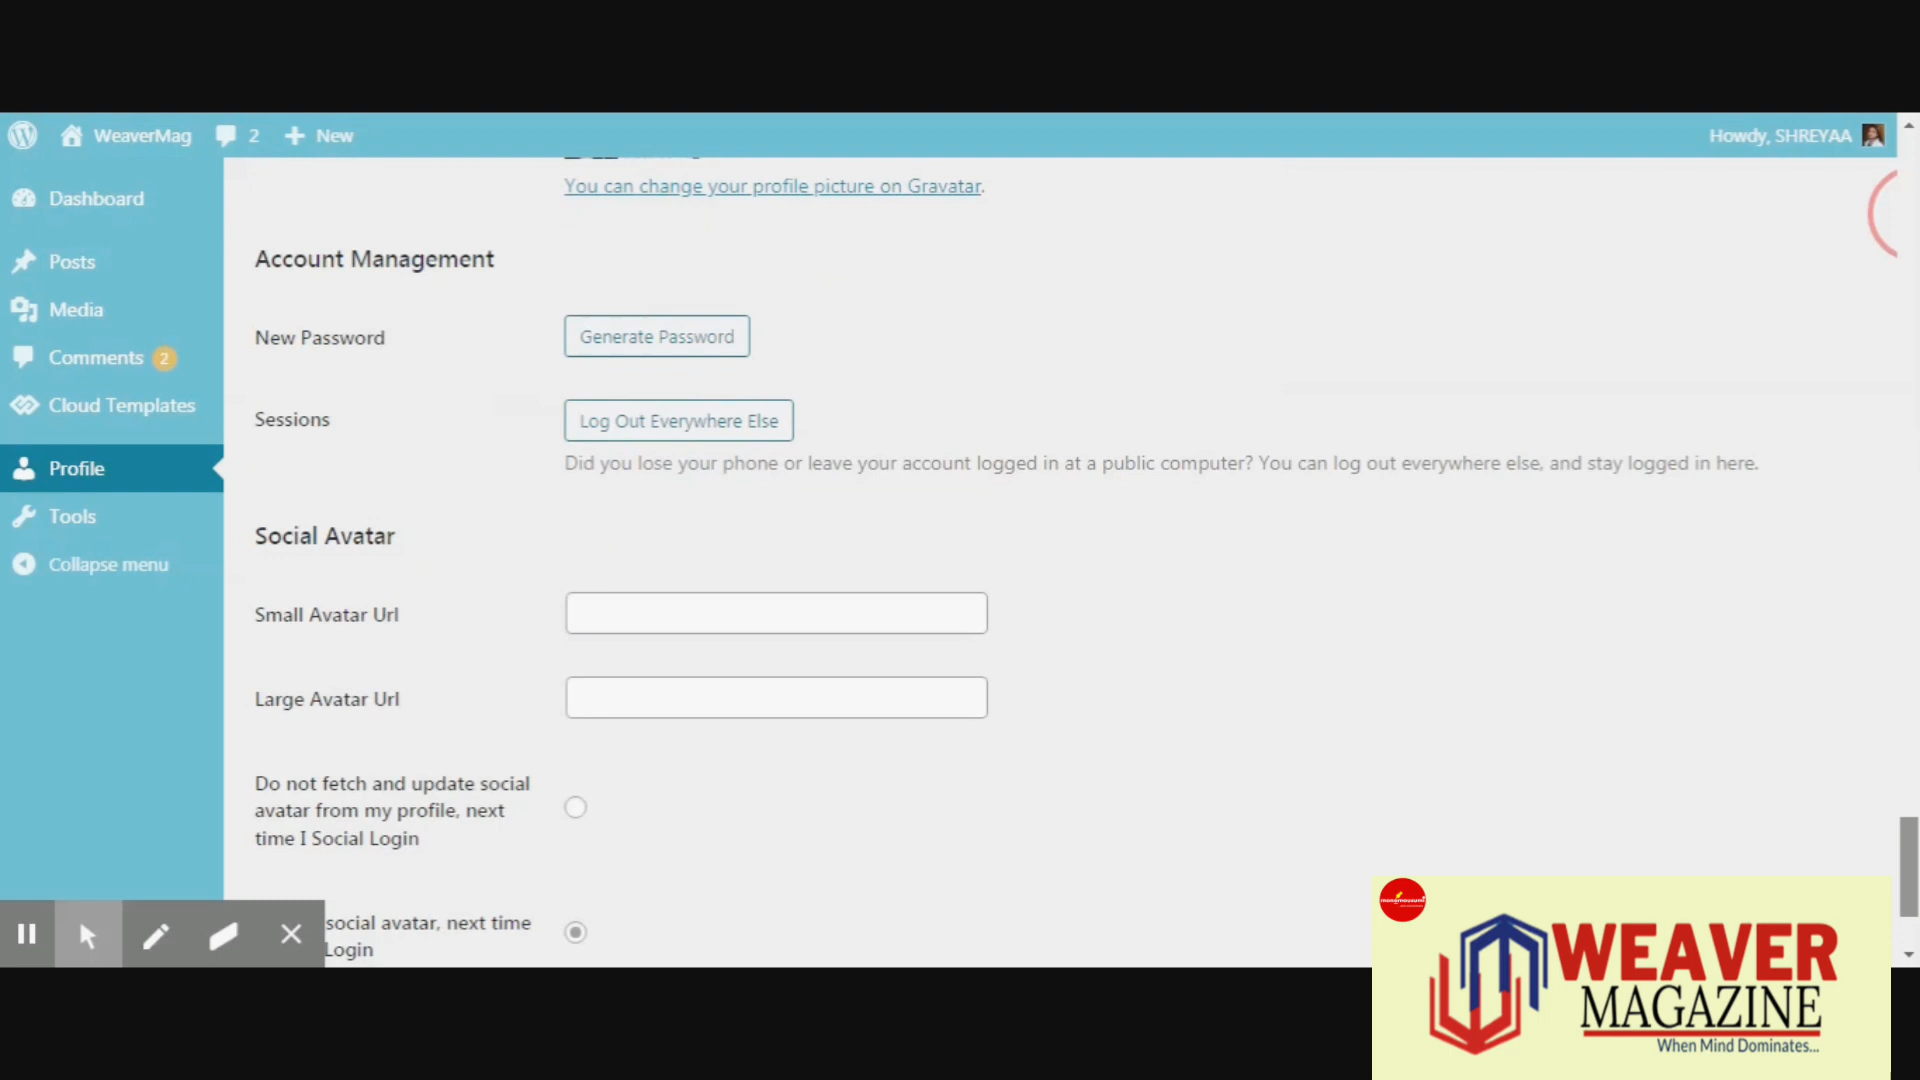 WeaverMag
2
New
Howdy, SHREYAA
Dashboard
Posts
Media
Comments 2
Cloud Templates
Profile
Tools
Collapse menu
You can change your profile picture on Gravatar.
Account Management
New Password
Generate Password
Sessions
Log Out Everywhere Else
Did you lose your phone or leave your account logged in at a public computer? You can log out everywhere else, and stay logged in here.
Social Avatar
Small Avatar Url
Large Avatar Url
Do not fetch and update social
avatar from my profile, next
time I Social Login
social avatar, next time
Login
WEAVER
MAGAZINE
When Mind Dominates...